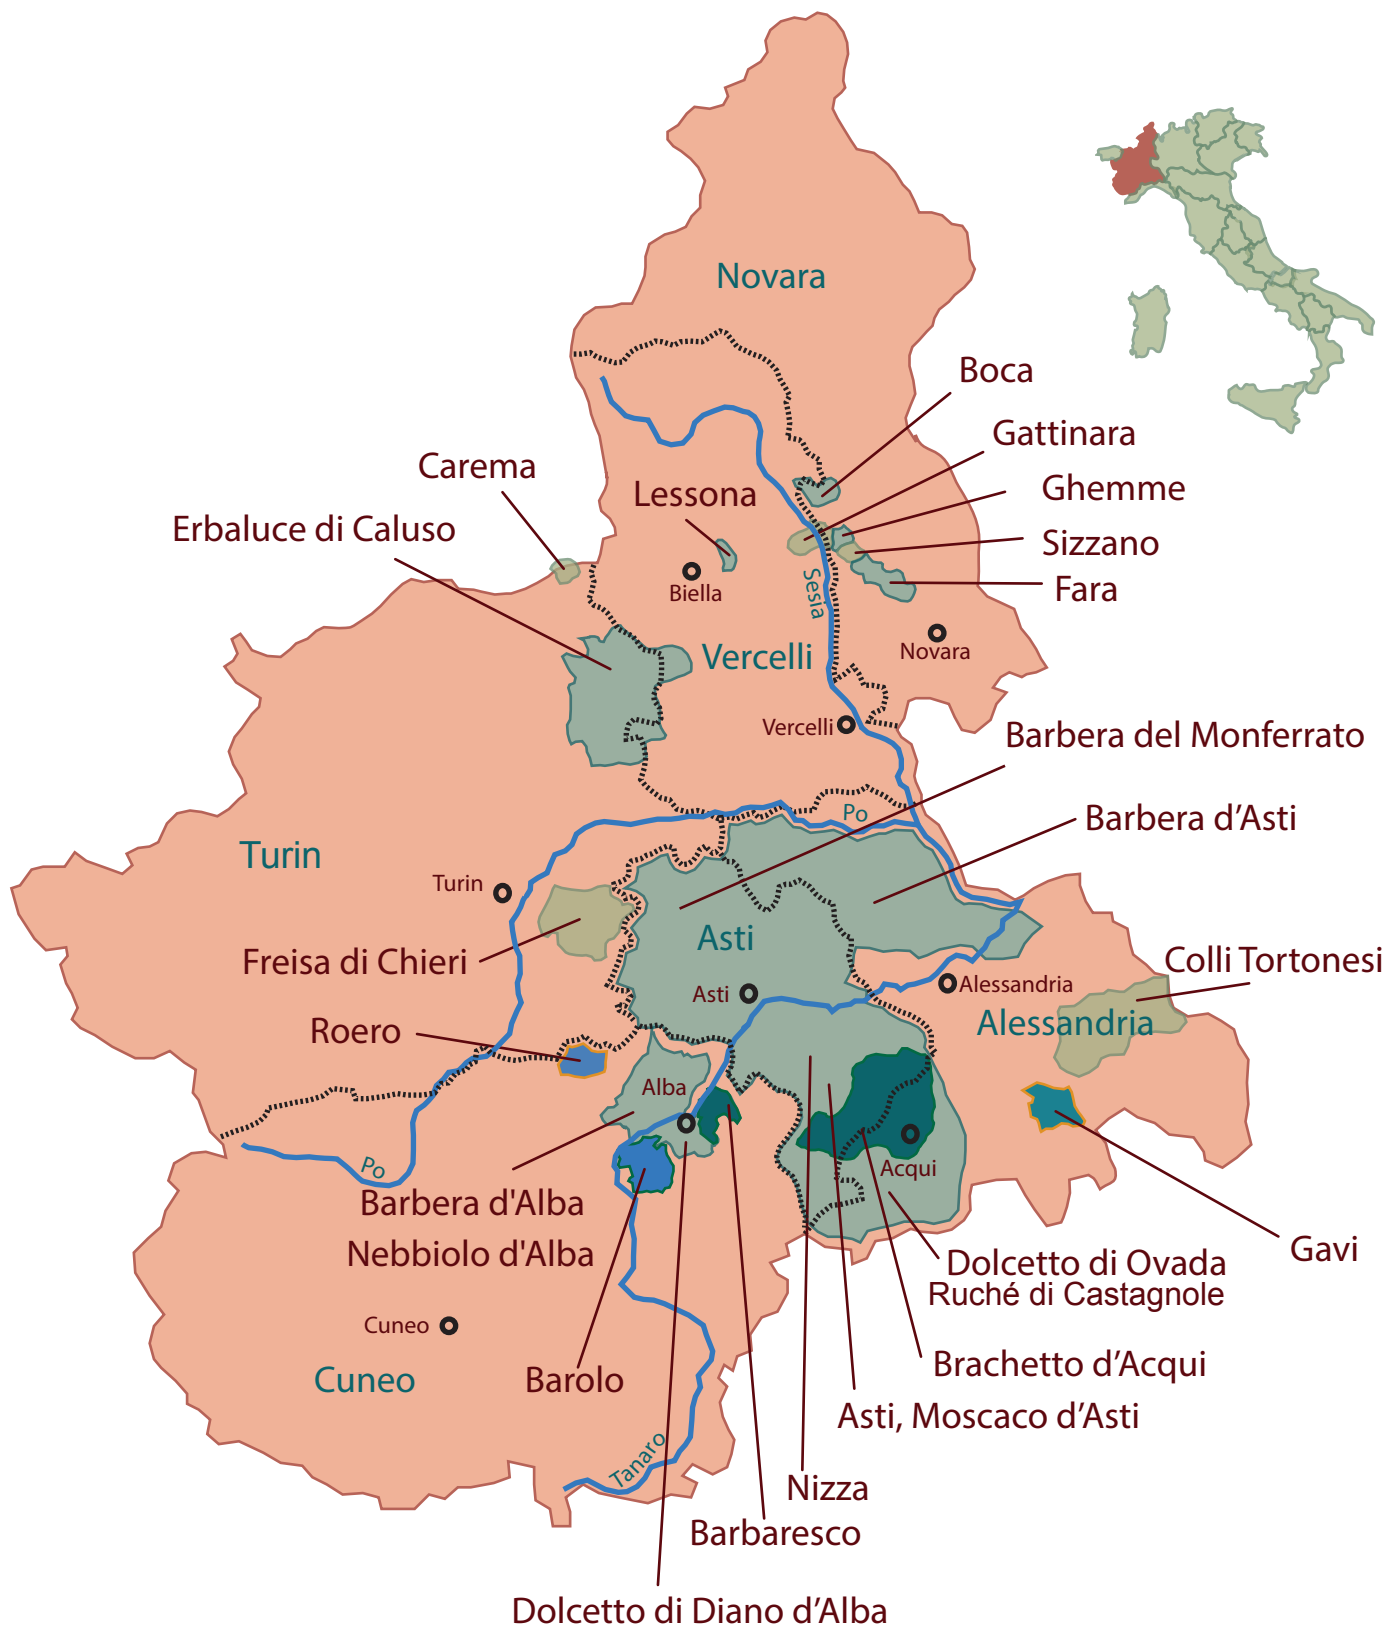 Novara
Boca
Gattinara
Carema
Lessona
Ghemme
Erbaluce di Caluso
Sizzano
Biella
Sesia
Fara
Novara
Vercelli
Vercelli
Barbera del Monferrato
Po
Barbera d’Asti
Turin
Turin
Asti
Freisa di Chieri
Colli Tortonesi
Asti
Alessandria
Roero
Alessandria
Alba
Po
Acqui
Barbera d'Alba
Nebbiolo d'Alba
Gavi
Dolcetto di Ovada
Ruché di Castagnole
Cuneo
Cuneo
Barolo
Brachetto d’Acqui
Asti, Moscaco d’Asti
Tanaro
Nizza
Barbaresco
Dolcetto di Diano d’Alba